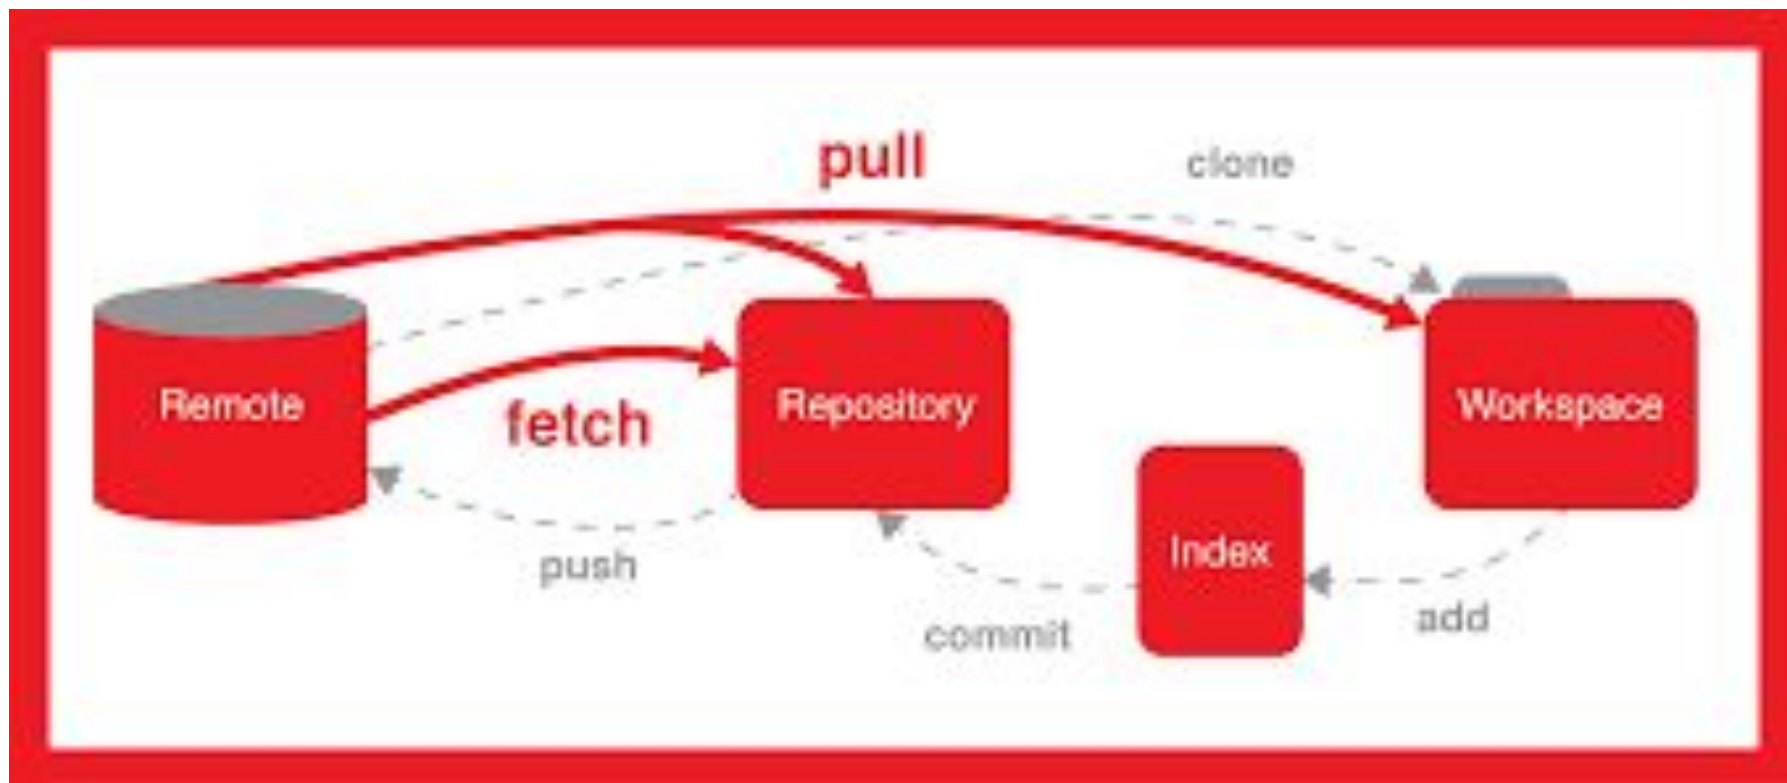 pull
clone
Remote
fetch
Repository
Workspace
push
Index
commit
add